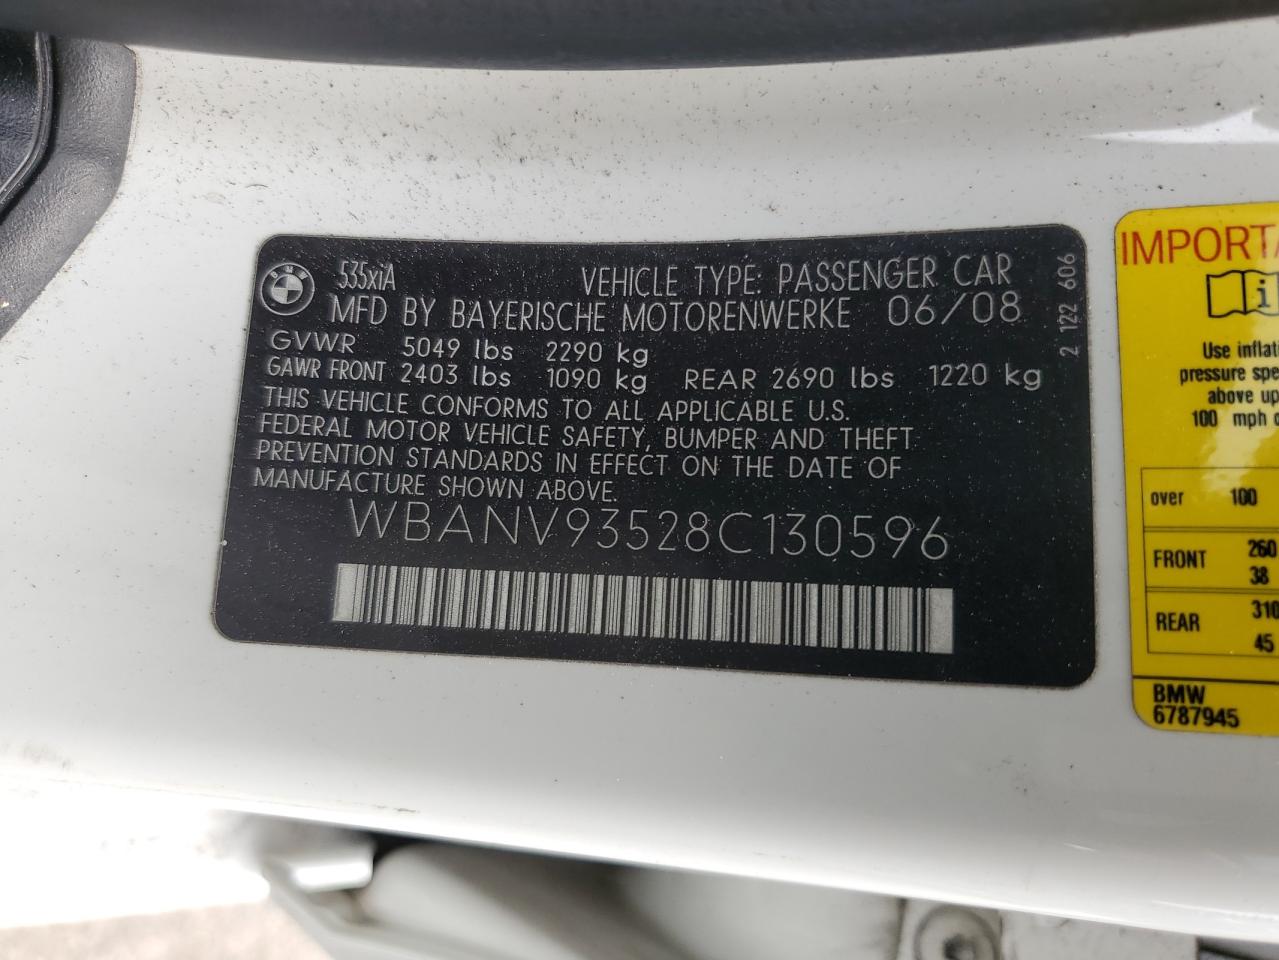 BMW
535xiA
VEHICLE TYPE: PASSENGER CAR
MFD BY BAYERISCHE MOTORENWERKE 06/08
GVWR 5049 lbs 2290 kg
GAWR FRONT 2403 lbs 1090 kg REAR 2690 lbs 1220 kg
THIS VEHICLE CONFORMS TO ALL APPLICABLE U.S.
FEDERAL MOTOR VEHICLE SAFETY, BUMPER AND THEFT
PREVENTION STANDARDS IN EFFECT ON THE DATE OF
MANUFACTURE SHOWN ABOVE.
WBANV93528C130596
2 122 606
IMPORTA
i
Use inflati
pressure spe
above up
100 mph o
over 100
FRONT 260
38
REAR 310
45
BMW
6787945